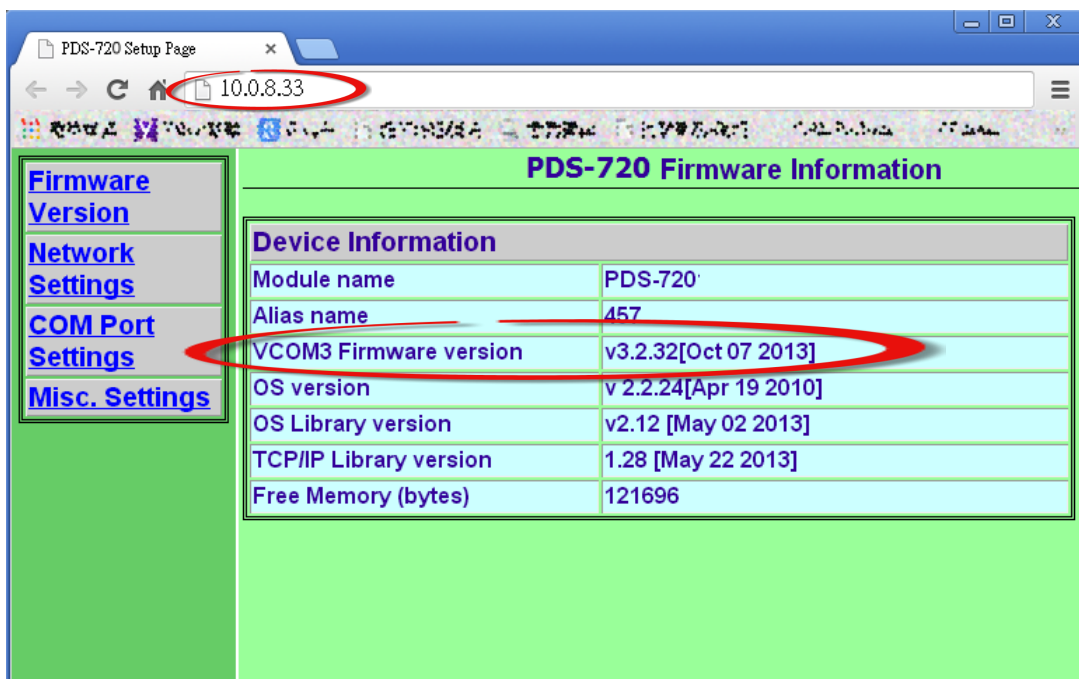 PDS-720 Setup Page
10.0.8.33
Firmware
Version
Network
Settings
COM Port
Settings
Misc. Settings
PDS-720 Firmware Information
Device Information
Module name PDS-720
Alias name 457
VCOM3 Firmware version v3.2.32[Oct 07 2013]
OS version v 2.2.24[Apr 19 2010]
OS Library version v2.12 [May 02 2013]
TCP/IP Library version 1.28 [May 22 2013]
Free Memory (bytes) 121696